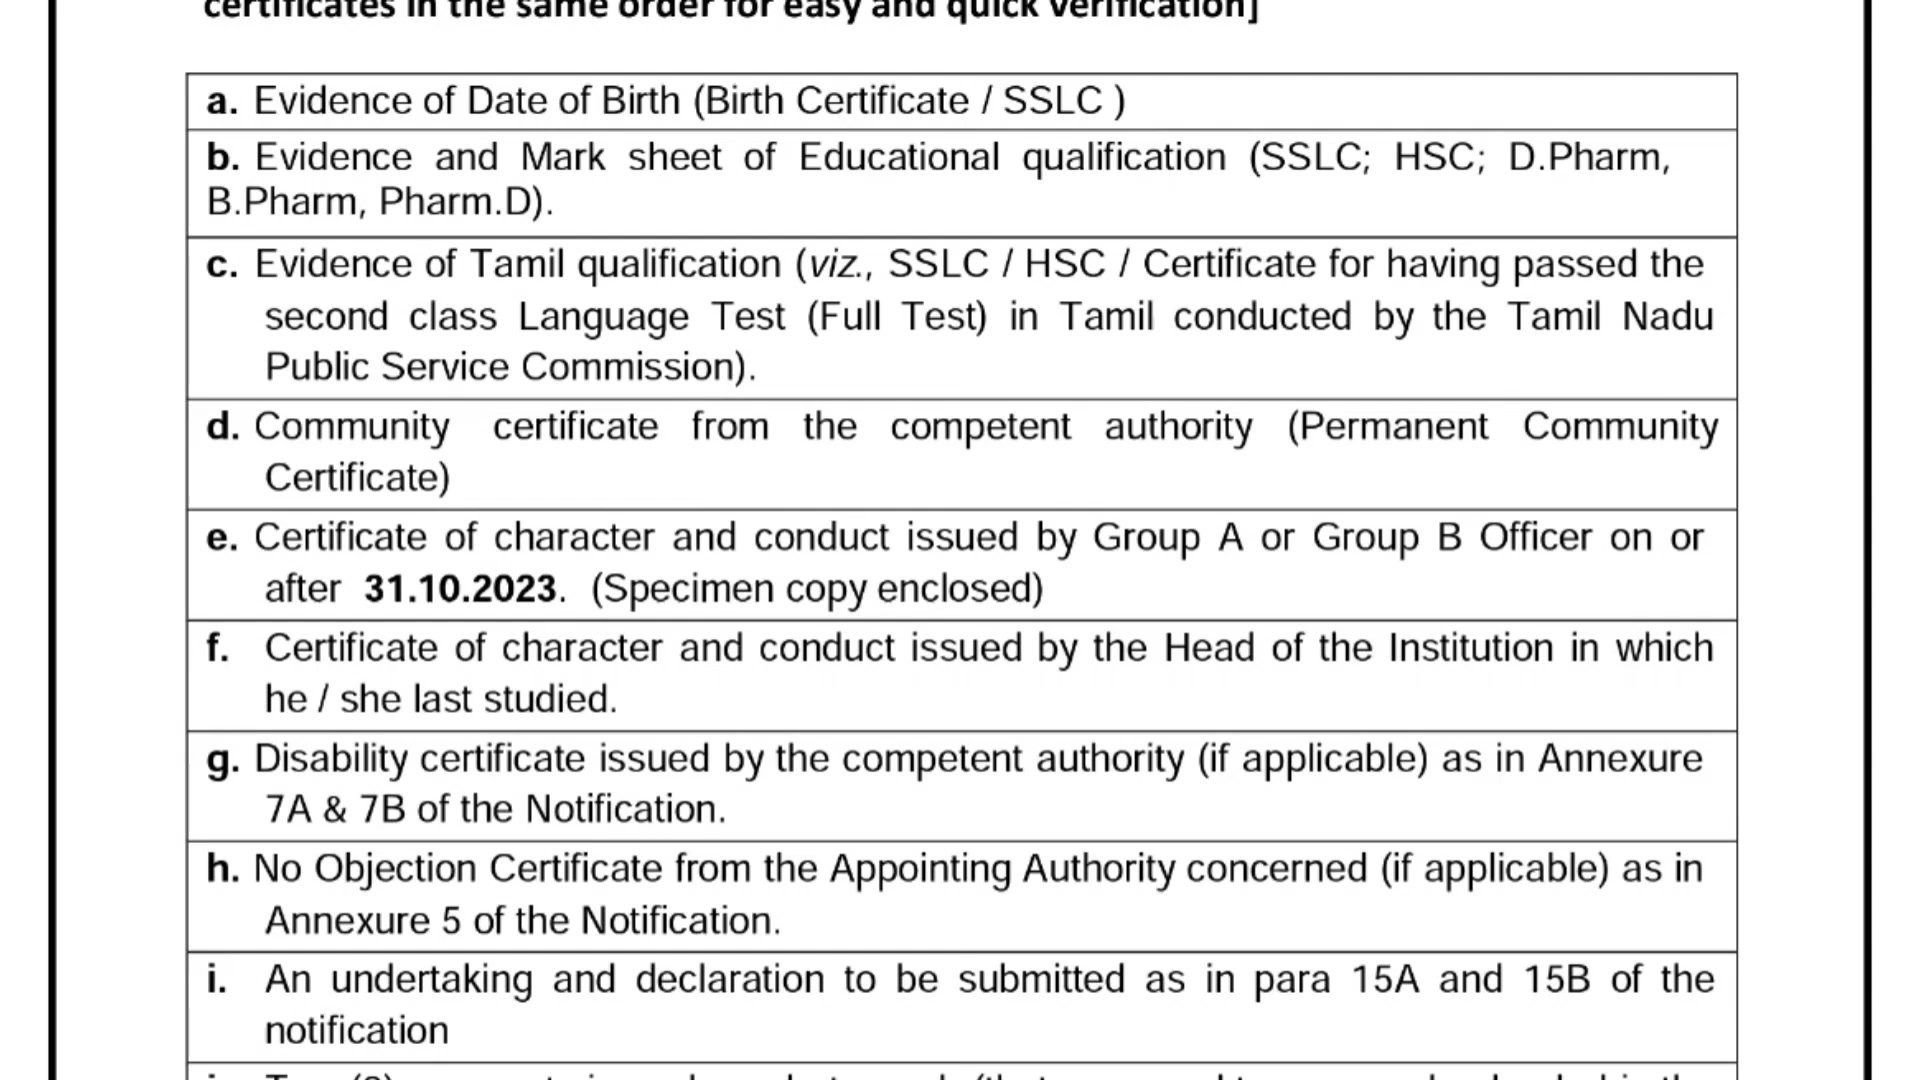 certificates in the same order for easy and quick verification]
a. Evidence of Date of Birth (Birth Certificate / SSLC )
b. Evidence and Mark sheet of Educational qualification (SSLC; HSC; D.Pharm,
B.Pharm, Pharm.D).
c. Evidence of Tamil qualification (viz., SSLC / HSC / Certificate for having passed the
second class Language Test (Full Test) in Tamil conducted by the Tamil Nadu
Public Service Commission).
d. Community certificate from the competent authority (Permanent Community
Certificate)
e. Certificate of character and conduct issued by Group A or Group B Officer on or
after 31.10.2023. (Specimen copy enclosed)
f. Certificate of character and conduct issued by the Head of the Institution in which
he / she last studied.
g. Disability certificate issued by the competent authority (if applicable) as in Annexure
7A & 7B of the Notification.
h. No Objection Certificate from the Appointing Authority concerned (if applicable) as in
Annexure 5 of the Notification.
i. An undertaking and declaration to be submitted as in para 15A and 15B of the
notification